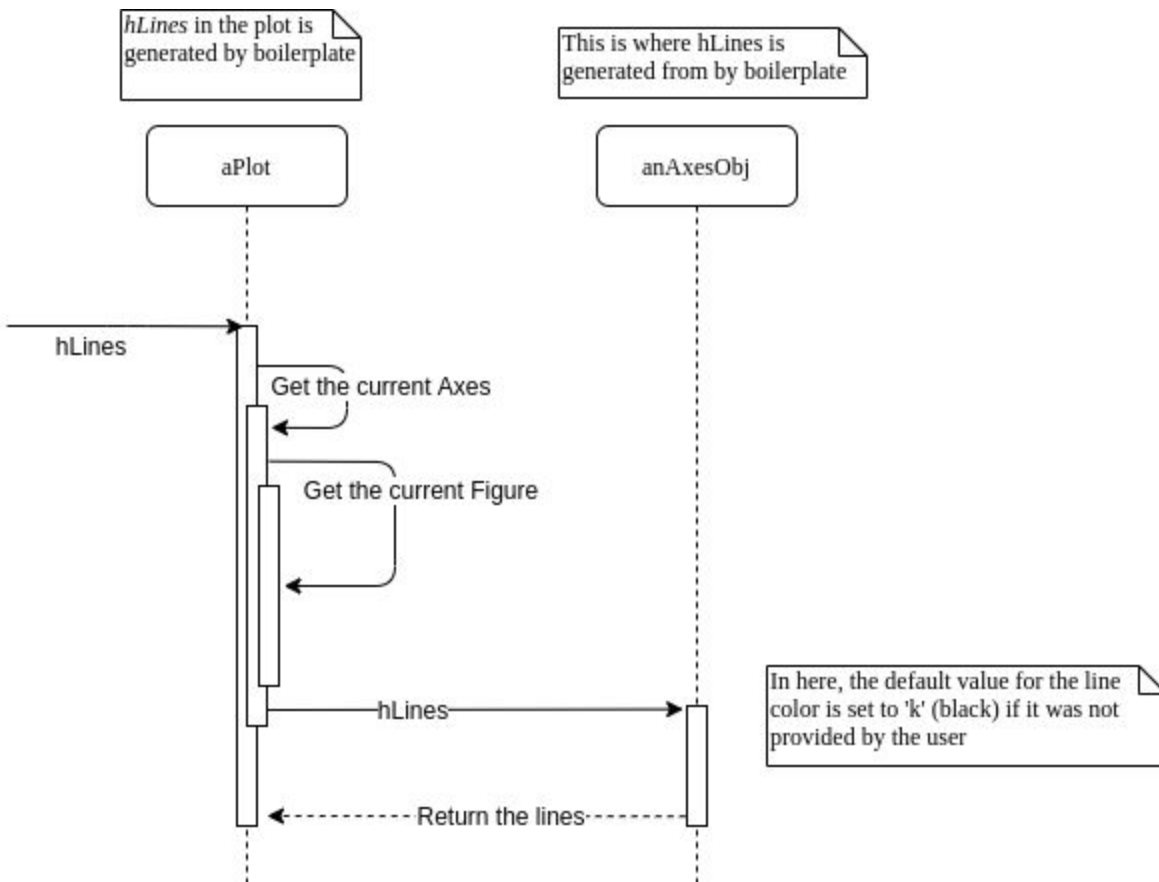 hLines in the plot is
generated by boilerplate
This is where hLines is
generated from by boilerplate
aPlot
anAxesObj
hLines
Get the current Axes
Get the current Figure
In here, the default value for the line
color is set to 'k' (black) if it was not
provided by the user
hLines
Return the lines